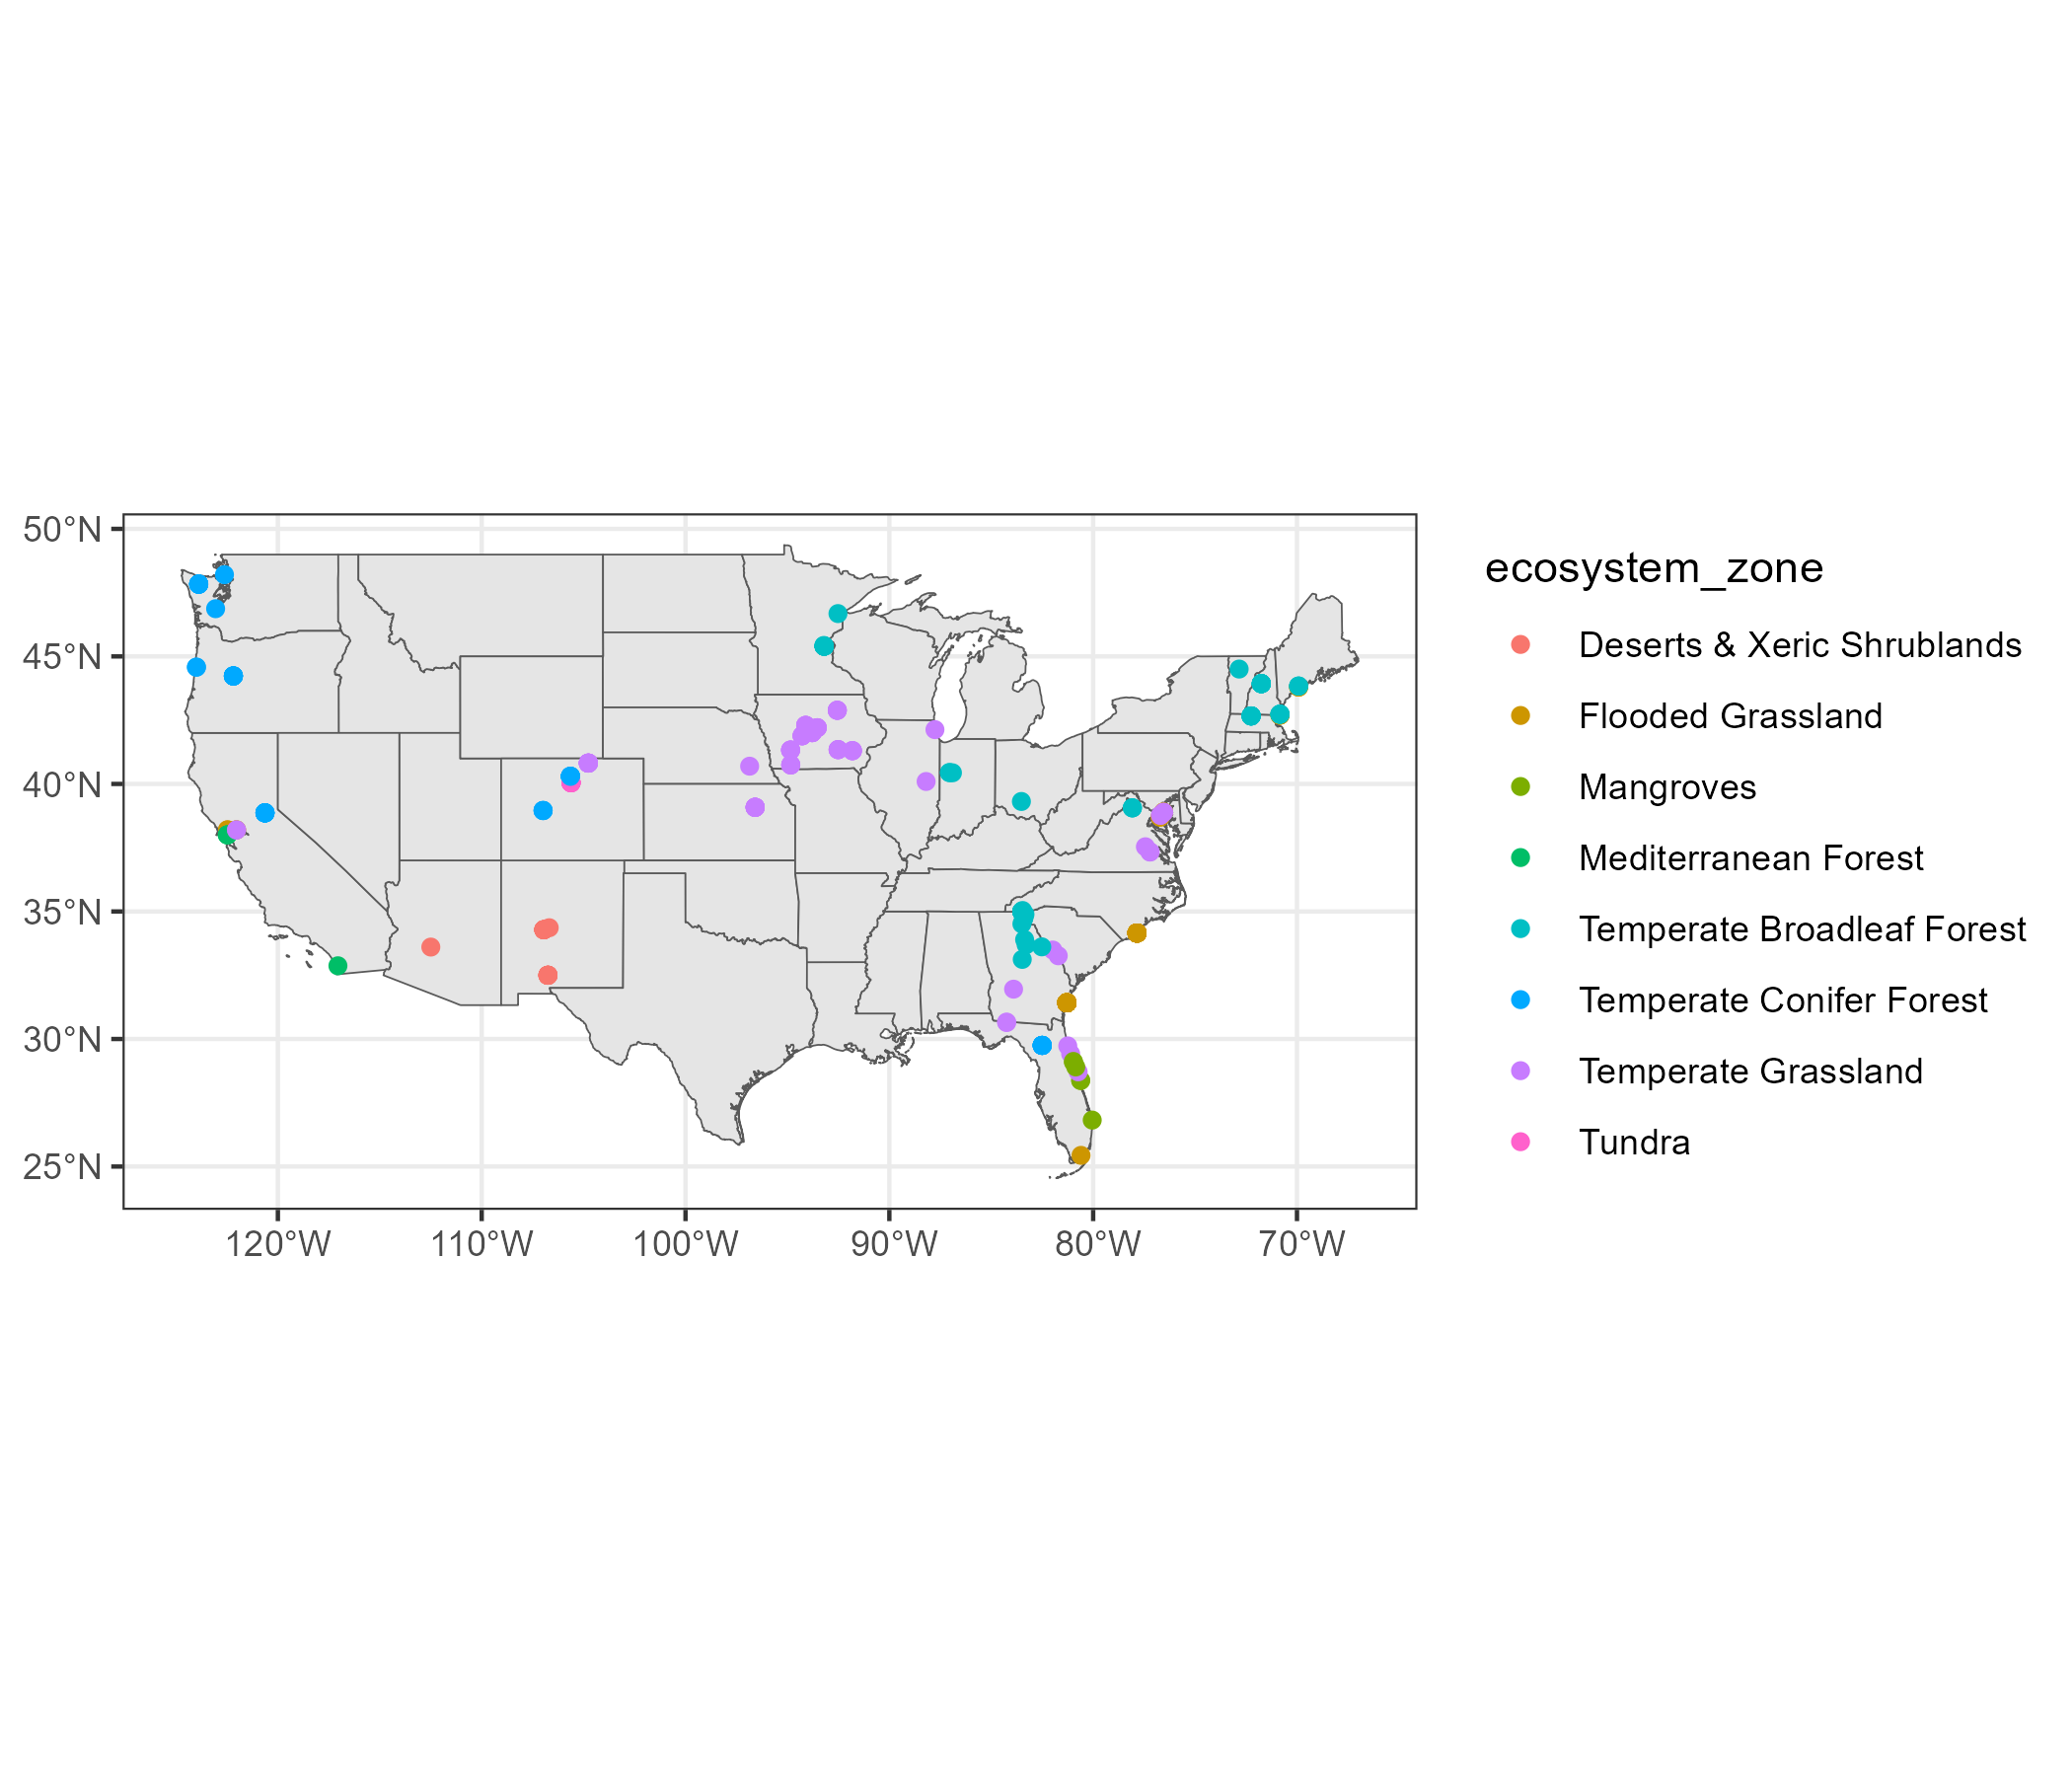 50°N
45°N
40°N
35°N
30°N
25°N
120°W 110°W 100°W 90°W 80°W 70°W
ecosystem_zone
Deserts & Xeric Shrublands
Flooded Grassland
Mangroves
Mediterranean Forest
Temperate Broadleaf Forest
Temperate Conifer Forest
Temperate Grassland
Tundra